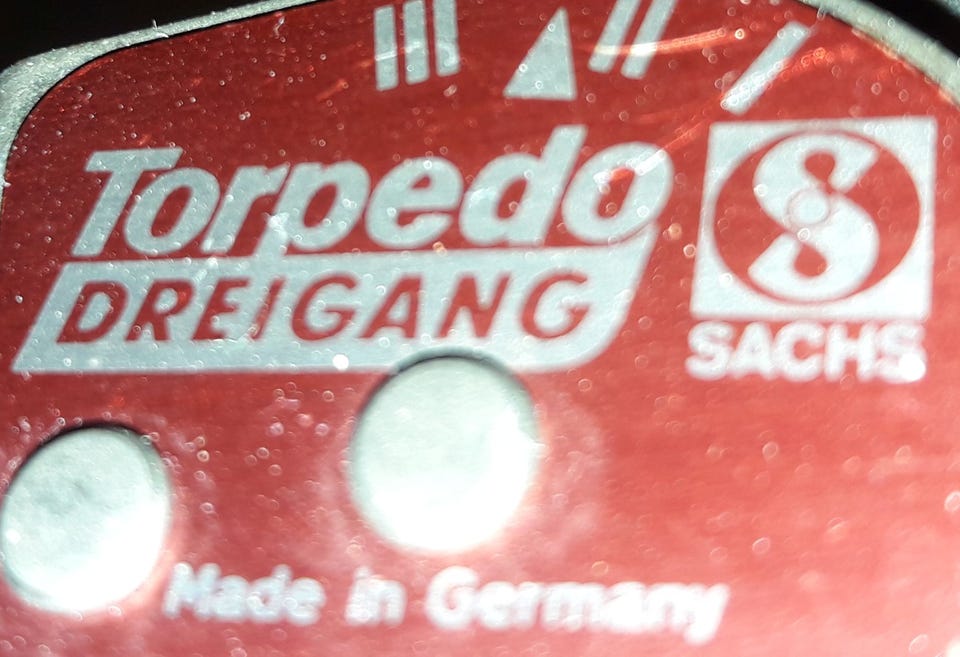 III II I
Torpedo
DREIGANG
S
SACHS
Made in Germany